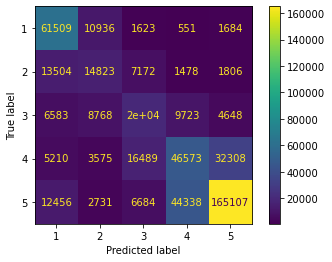 1 61509 10936 1623 551 1684
2 13504 14823 7172 1478 1806
3 6583 8768 2e+04 9723 4648
4 5210 3575 16489 46573 32308
5 12456 2731 6684 44338 165107
1 2 3 4 5
Predicted label
True label
160000
140000
120000
100000
80000
60000
40000
20000